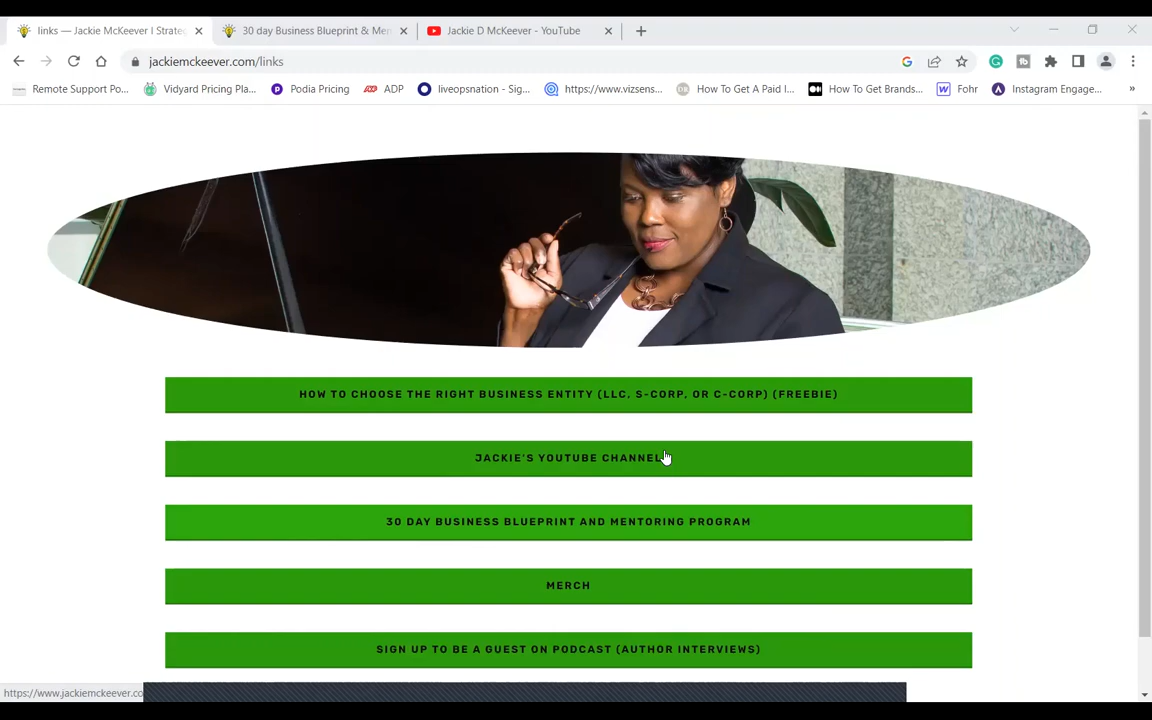 links — Jackie McKeever I Strate
30 day Business Blueprint & Me
Jackie D McKeever - YouTube
jackiemckeever.com/links
Remote Support Po...
Vidyard Pricing Pla...
Podia Pricing
ADP
liveopsnation - Sig...
https://www.vizsens...
How To Get A Paid I...
How To Get Brands...
Fohr
Instagram Engage...
HOW TO CHOOSE THE RIGHT BUSINESS ENTITY (LLC, S-CORP, OR C-CORP) (FREEBIE)
JACKIE'S YOUTUBE CHANNEL
30 DAY BUSINESS BLUEPRINT AND MENTORING PROGRAM
MERCH
SIGN UP TO BE A GUEST ON PODCAST (AUTHOR INTERVIEWS)
https://www.jackiemckeever.co